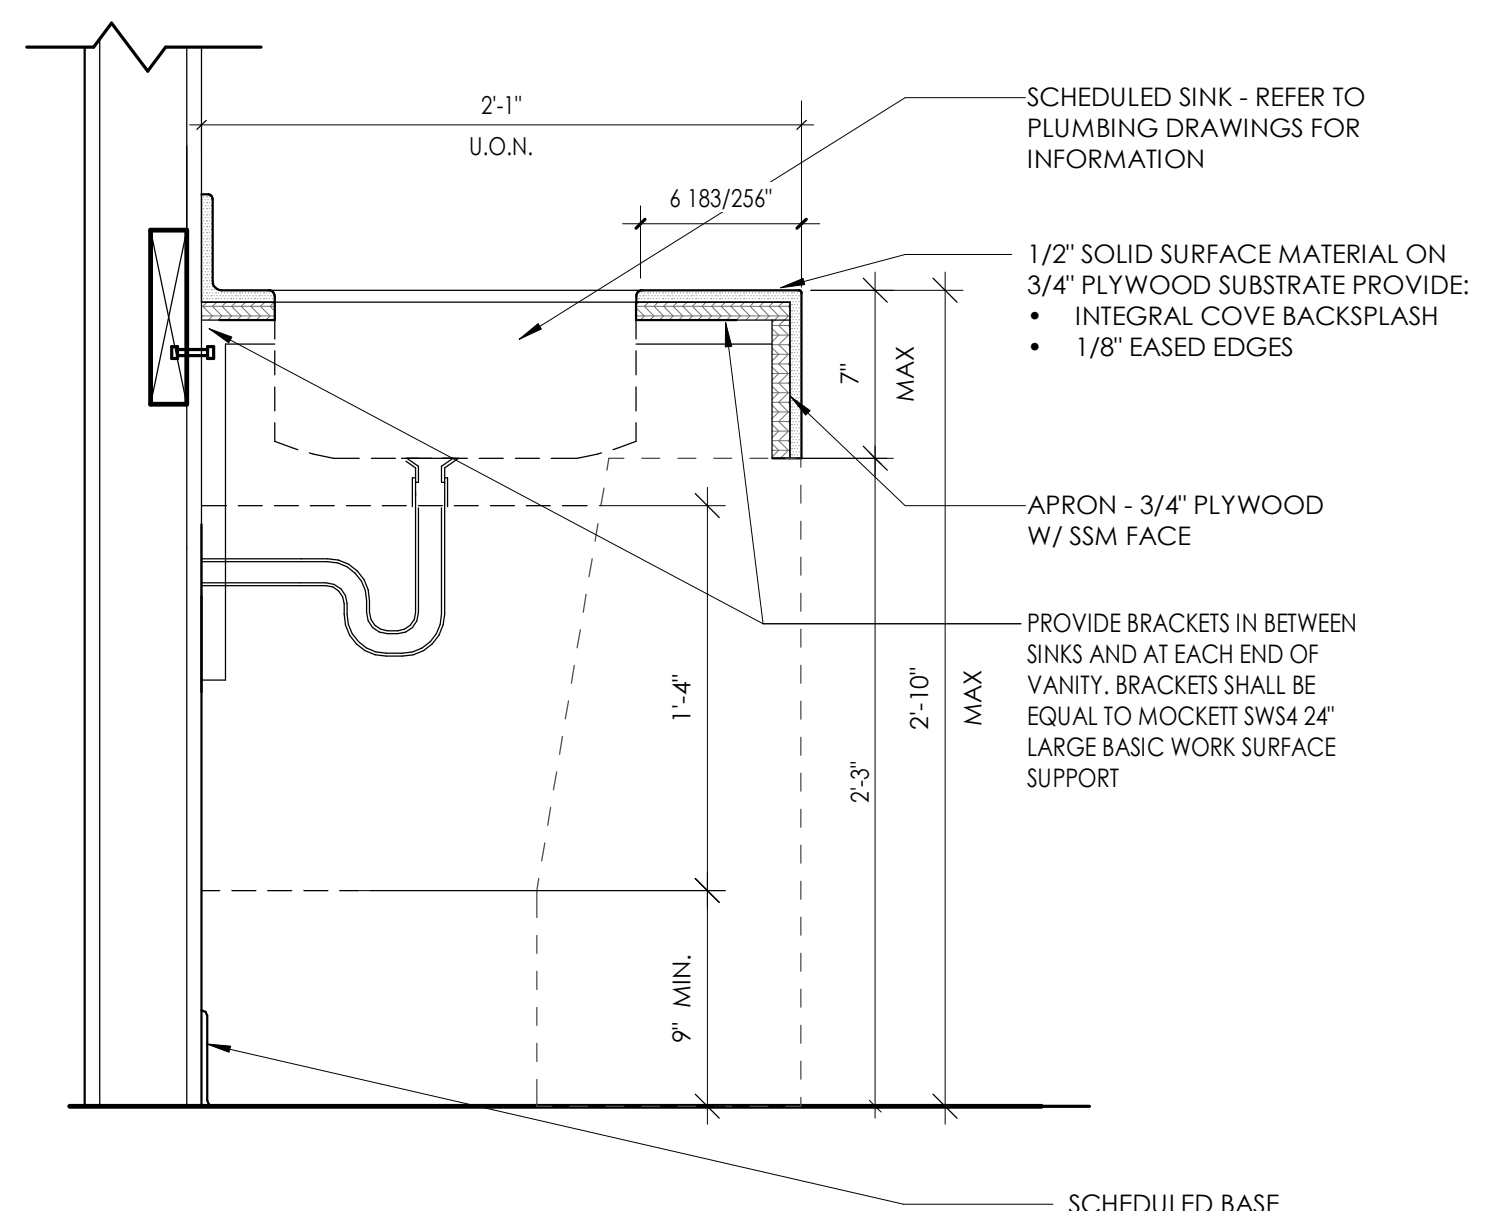 2'-1"
U.O.N.
6 183/256"
SCHEDULED SINK - REFER TO
PLUMBING DRAWINGS FOR
INFORMATION
1/2" SOLID SURFACE MATERIAL ON
3/4" PLYWOOD SUBSTRATE PROVIDE:
• INTEGRAL COVE BACKSPLASH
• 1/8" EASED EDGES
7"
MAX
APRON - 3/4" PLYWOOD
W/ SSM FACE
PROVIDE BRACKETS IN BETWEEN
SINKS AND AT EACH END OF
VANITY. BRACKETS SHALL BE
EQUAL TO MOCKETT SWS4 24"
LARGE BASIC WORK SURFACE
SUPPORT
1'-4"
2'-10"
MAX
2'-3"
9" MIN.
SCHEDULED BASE